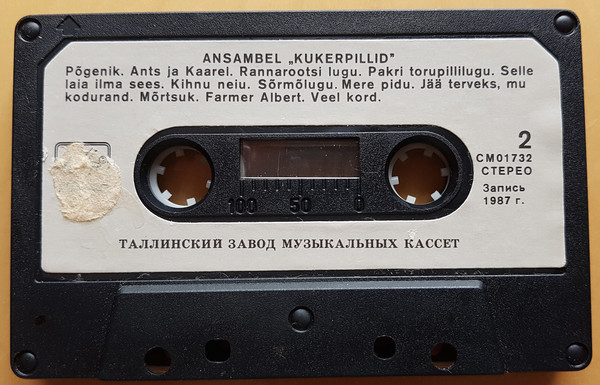 ANSAMBEL „KUKERPILLID”
Põgenik. Ants ja Kaarel. Rannarootsi lugu. Pakri torupillilugu. Selle
laia ilma sees. Kihnu neiu. Sõrmõlugu. Mere pidu. Jää terveks, mu
kodurand. Mõrtsuk. Farmer Albert. Veel kord.
2
СМ01732
СТЕРЕО
Запись
1987 г.
100 50 0
ТАЛЛИНСКИЙ ЗАВОД МУЗЫКАЛЬНЫХ КАССЕТ